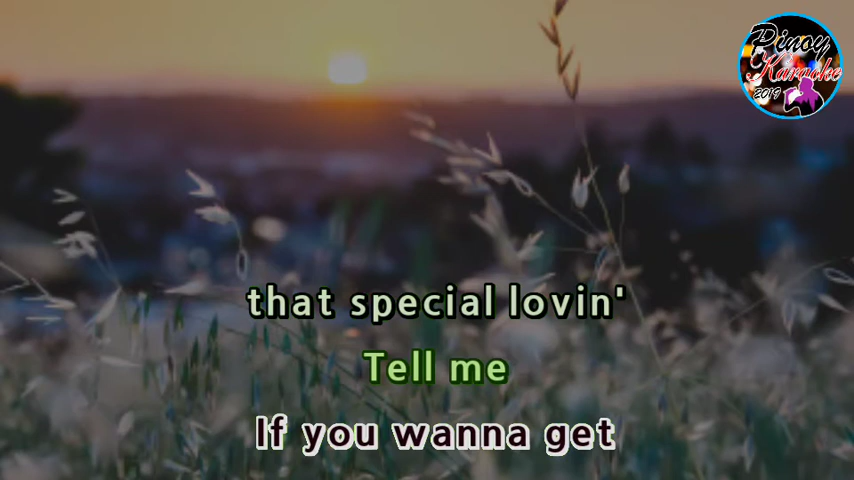 Pinoy
Karaoke
2019
that special lovin'
Tell me
If you wanna get